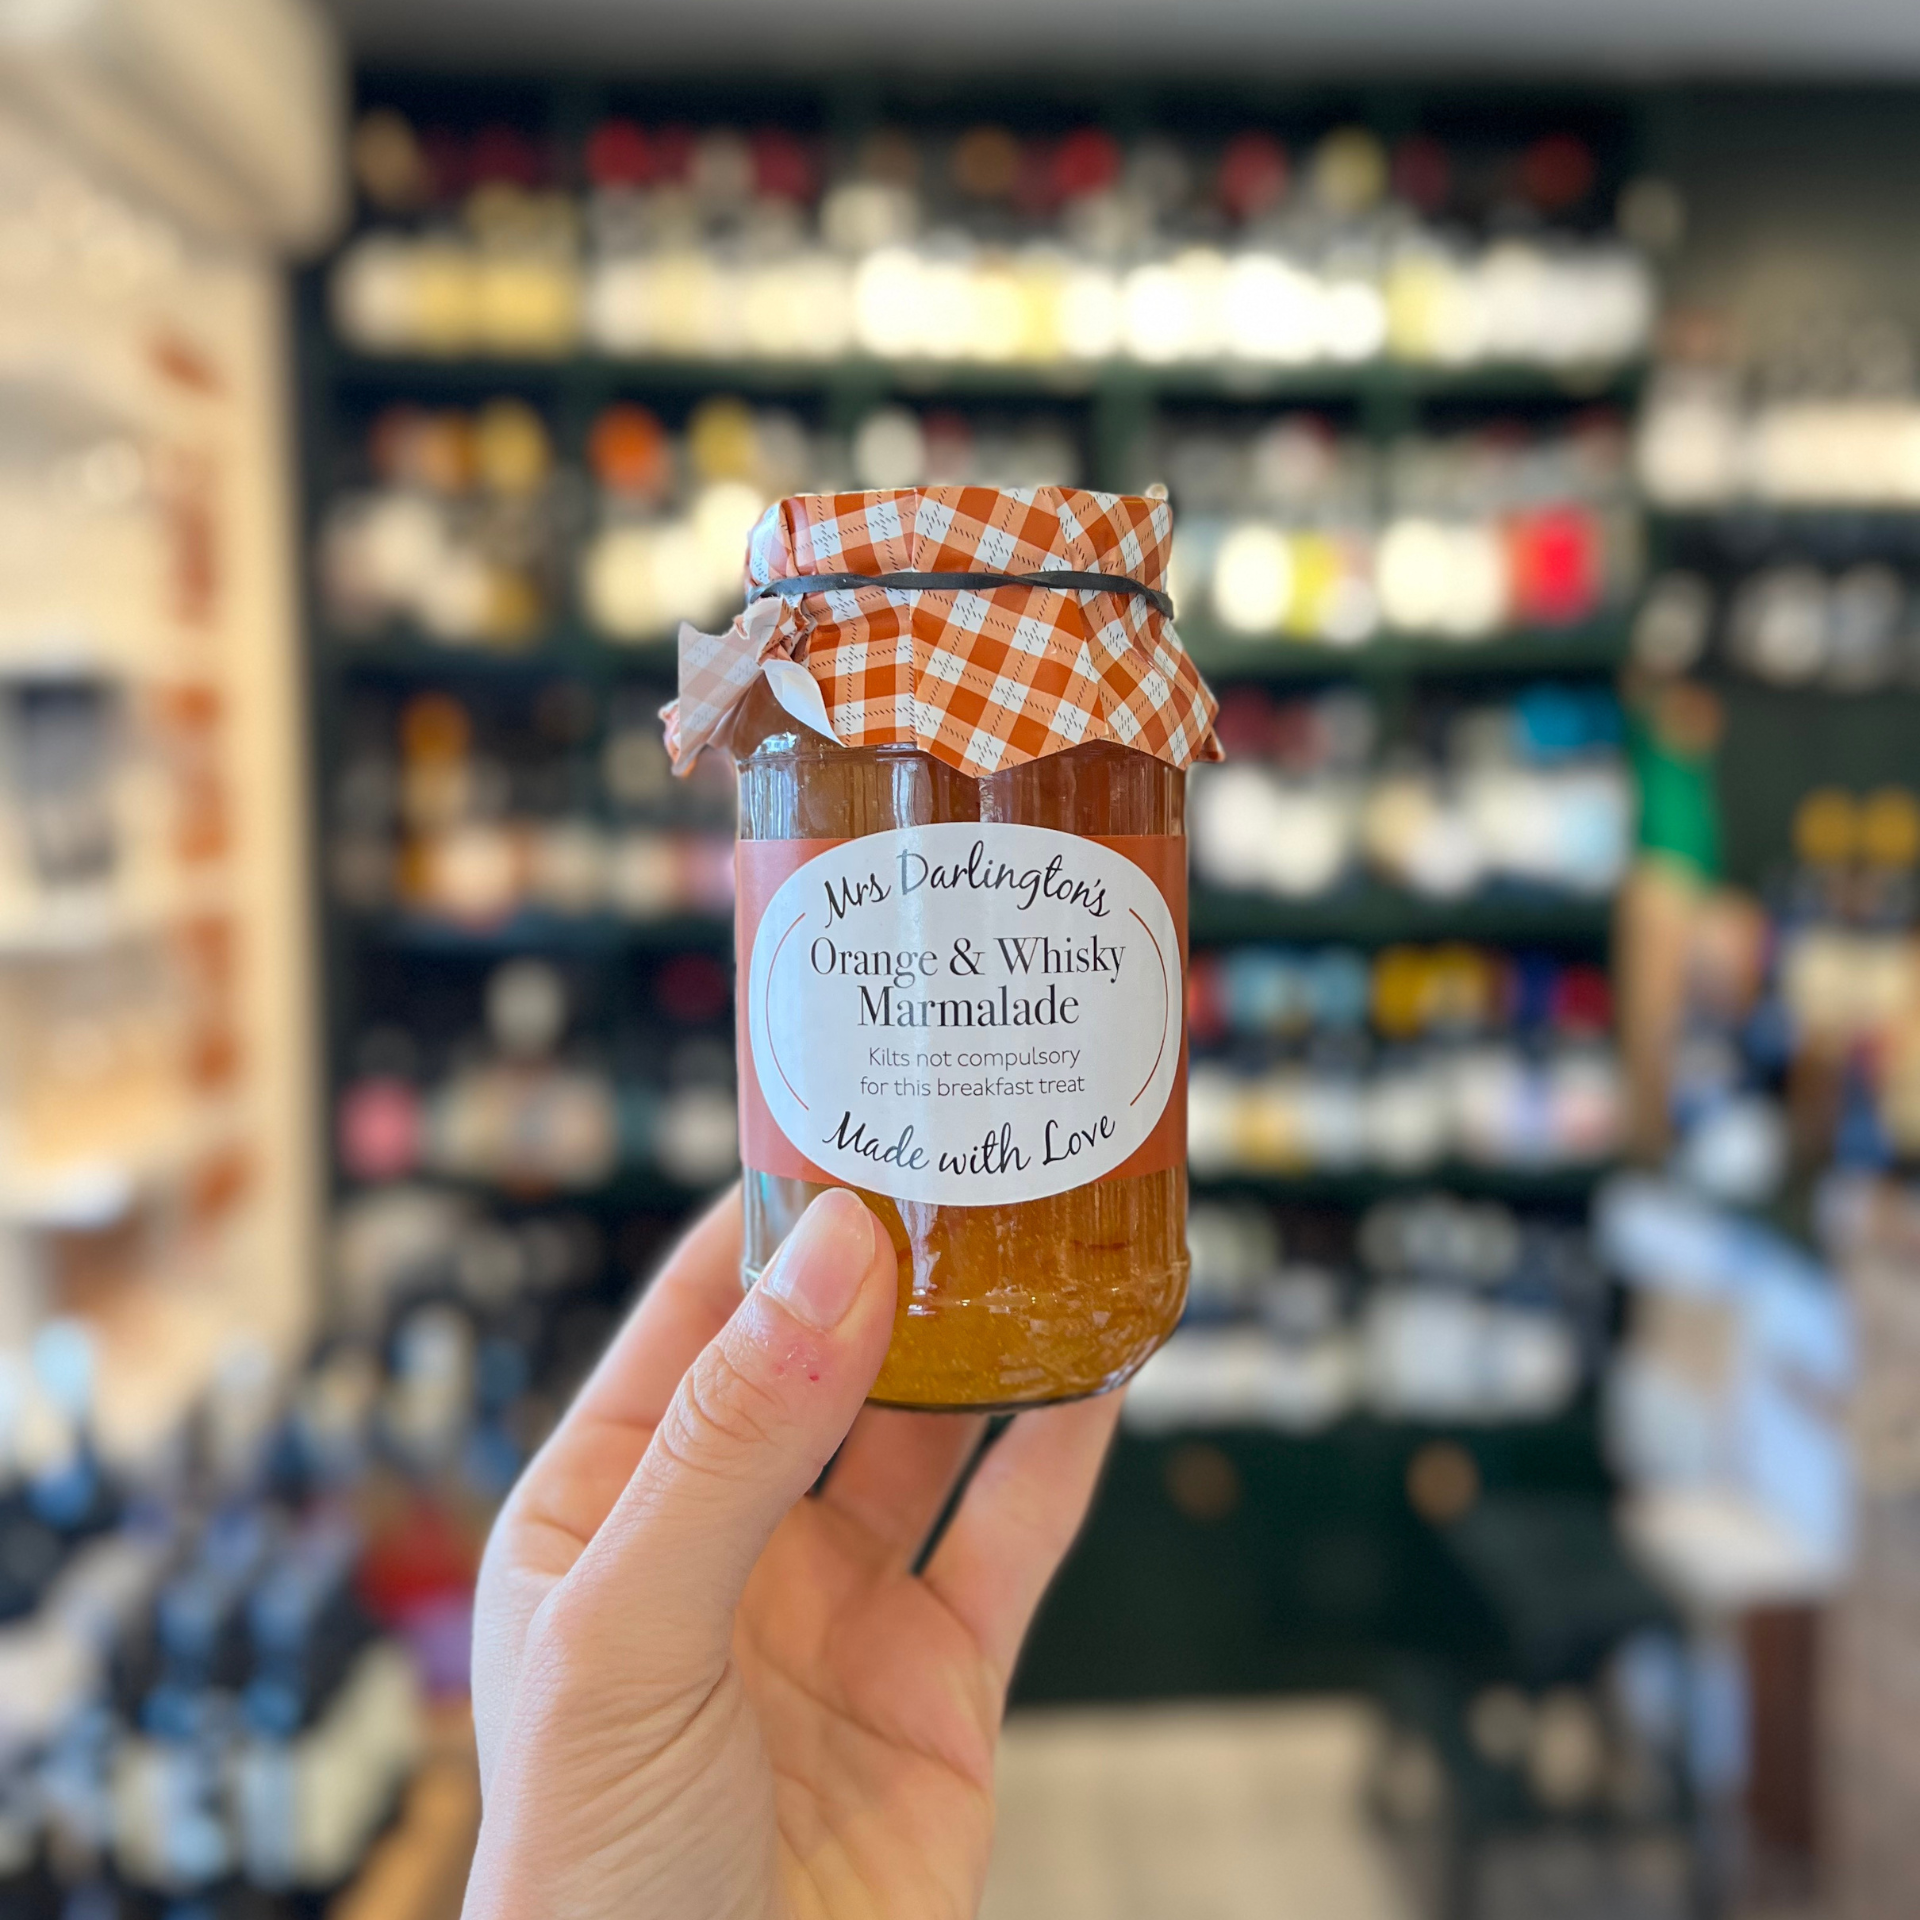 Mrs Darlington's
Orange & Whisky
Marmalade
Kilts not compulsory
for this breakfast treat
Made with Love